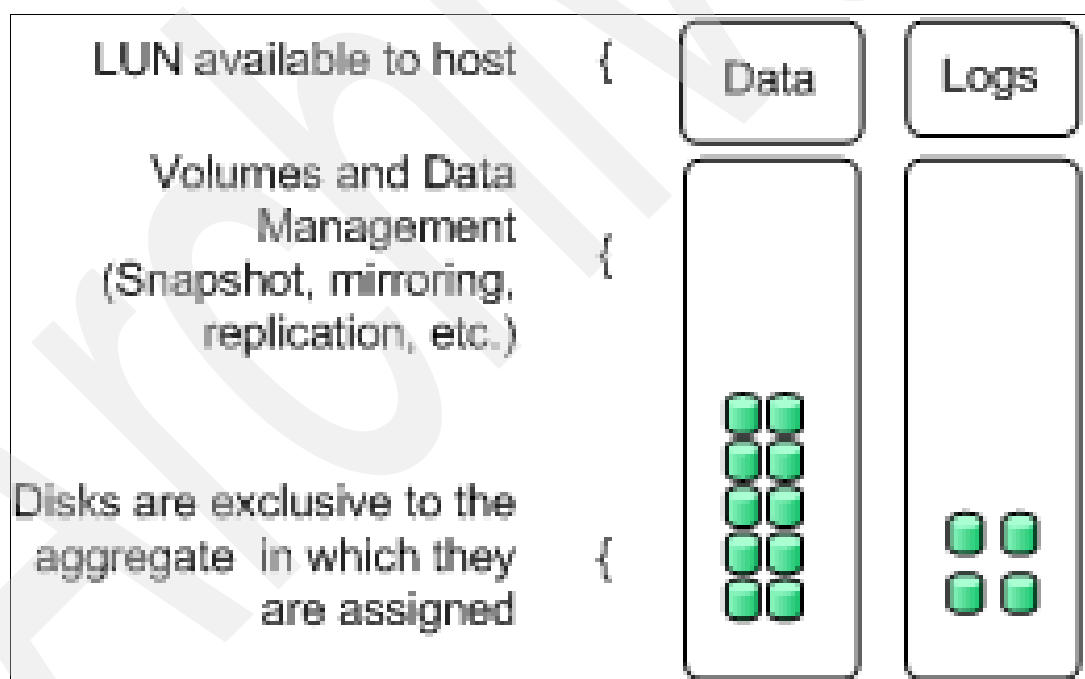 LUN available to host {
Data
Logs
Volumes and Data
Management {
(Snapshot, mirroring,
replication, etc.)
Disks are exclusive to the
aggregate in which they {
are assigned